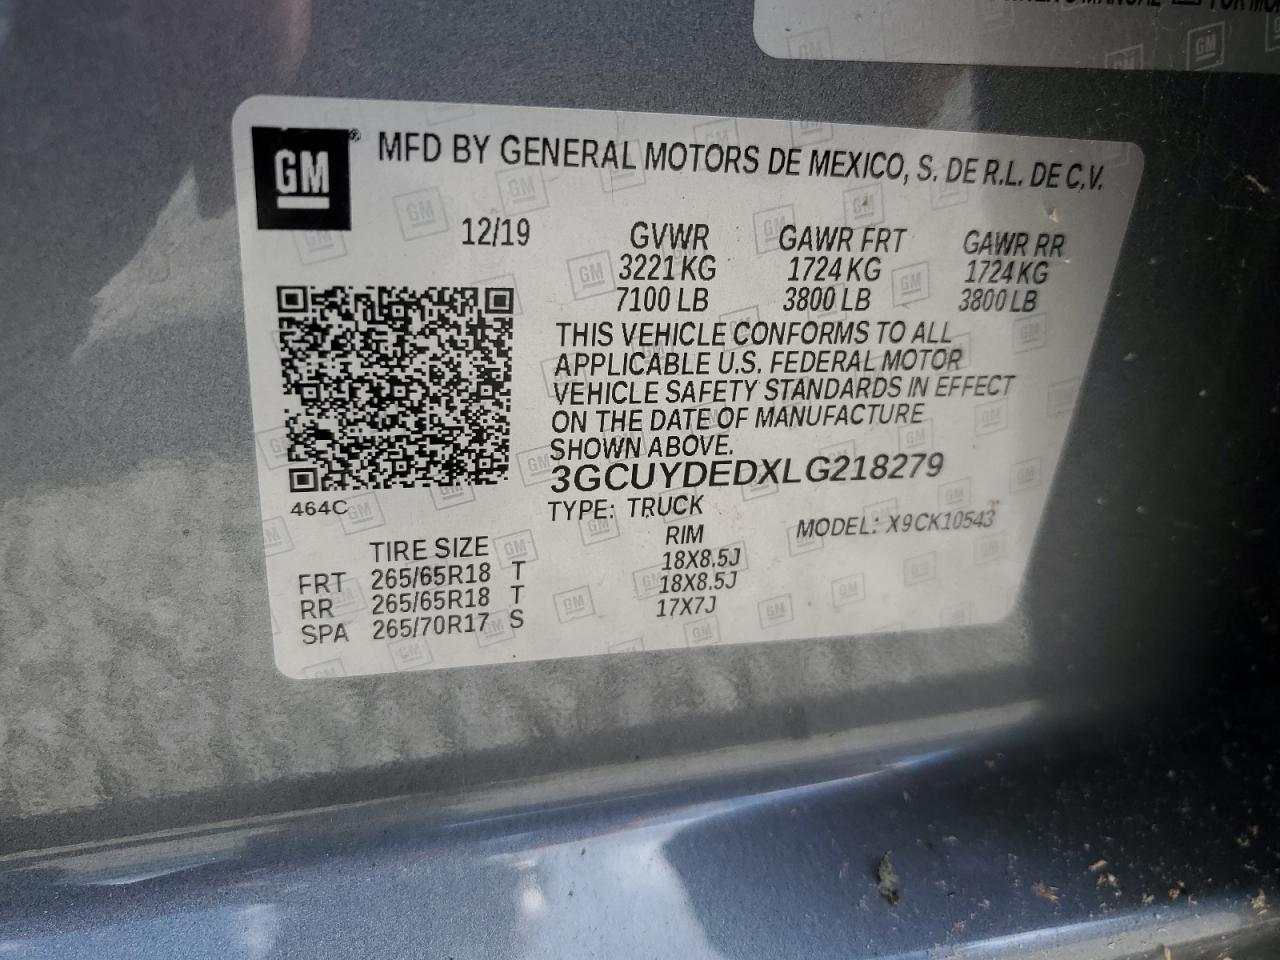 GM® MFD BY GENERAL MOTORS DE MEXICO, S. DE R.L. DE C.V.
12/19 GVWR GAWR FRT GAWR RR
3221 KG 1724 KG 1724 KG
7100 LB 3800 LB 3800 LB
THIS VEHICLE CONFORMS TO ALL
APPLICABLE U.S. FEDERAL MOTOR
VEHICLE SAFETY STANDARDS IN EFFECT
ON THE DATE OF MANUFACTURE
SHOWN ABOVE.
3GCUYDEDXLG218279
464C TYPE: TRUCK MODEL: X9CK10543
TIRE SIZE RIM
FRT 265/65R18 T 18X8.5J
RR 265/65R18 T 18X8.5J
SPA 265/70R17 S 17X7J